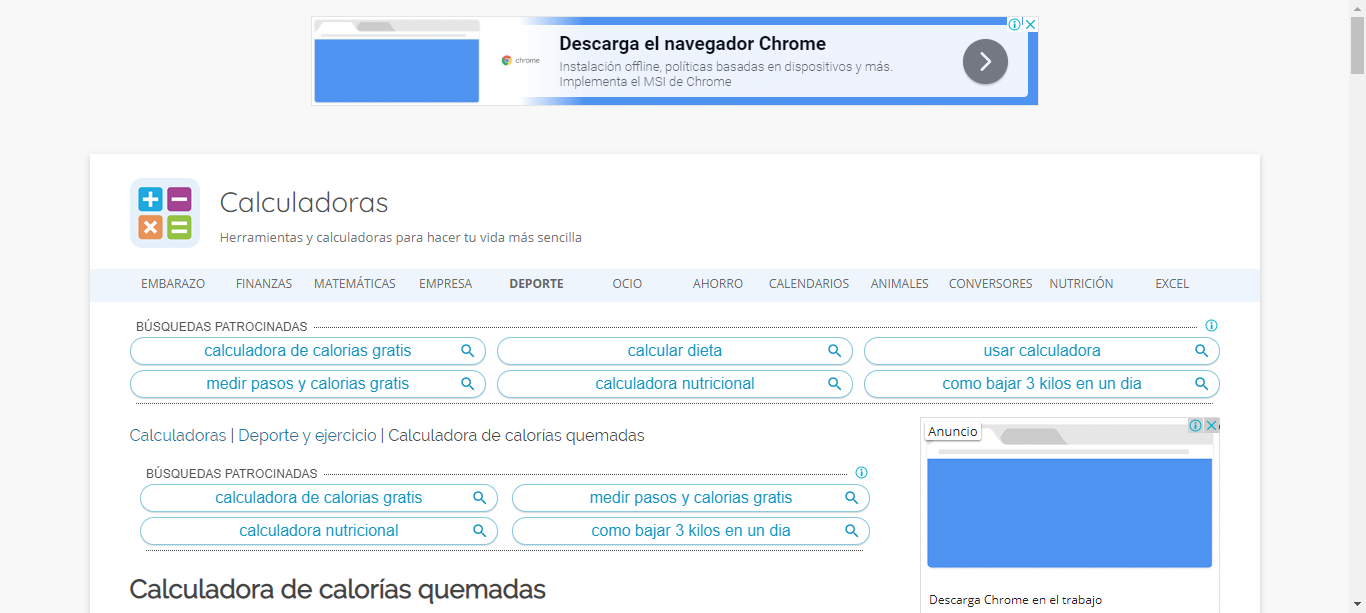 chrome
Descarga el navegador Chrome
Instalación offline, políticas basadas en dispositivos y más.
Implementa el MSI de Chrome
Calculadoras
Herramientas y calculadoras para hacer tu vida más sencilla
EMBARAZO FINANZAS MATEMÁTICAS EMPRESA DEPORTE OCIO AHORRO CALENDARIOS ANIMALES CONVERSORES NUTRICIÓN EXCEL
BÚSQUEDAS PATROCINADAS
calculadora de calorias gratis calcular dieta usar calculadora
medir pasos y calorias gratis calculadora nutricional como bajar 3 kilos en un dia
Calculadoras | Deporte y ejercicio | Calculadora de calorías quemadas
Anuncio
BÚSQUEDAS PATROCINADAS
calculadora de calorias gratis medir pasos y calorias gratis
calculadora nutricional como bajar 3 kilos en un dia
Calculadora de calorías quemadas
Descarga Chrome en el trabajo